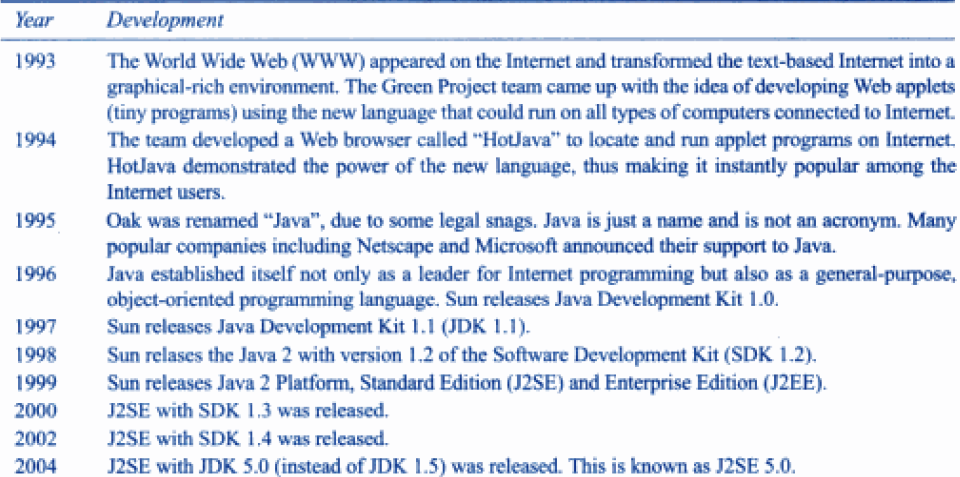 Year Development
1993 The World Wide Web (WWW) appeared on the Internet and transformed the text-based Internet into a
graphical-rich environment. The Green Project team came up with the idea of developing Web applets
(tiny programs) using the new language that could run on all types of computers connected to Internet.
1994 The team developed a Web browser called “HotJava” to locate and run applet programs on Internet.
HotJava demonstrated the power of the new language, thus making it instantly popular among the
Internet users.
1995 Oak was renamed “Java”, due to some legal snags. Java is just a name and is not an acronym. Many
popular companies including Netscape and Microsoft announced their support to Java.
1996 Java established itself not only as a leader for Internet programming but also as a general-purpose,
object-oriented programming language. Sun releases Java Development Kit 1.0.
1997 Sun releases Java Development Kit 1.1 (JDK 1.1).
1998 Sun relases the Java 2 with version 1.2 of the Software Development Kit (SDK 1.2).
1999 Sun releases Java 2 Platform, Standard Edition (J2SE) and Enterprise Edition (J2EE).
2000 J2SE with SDK 1.3 was released.
2002 J2SE with SDK 1.4 was released.
2004 J2SE with JDK 5.0 (instead of JDK 1.5) was released. This is known as J2SE 5.0.